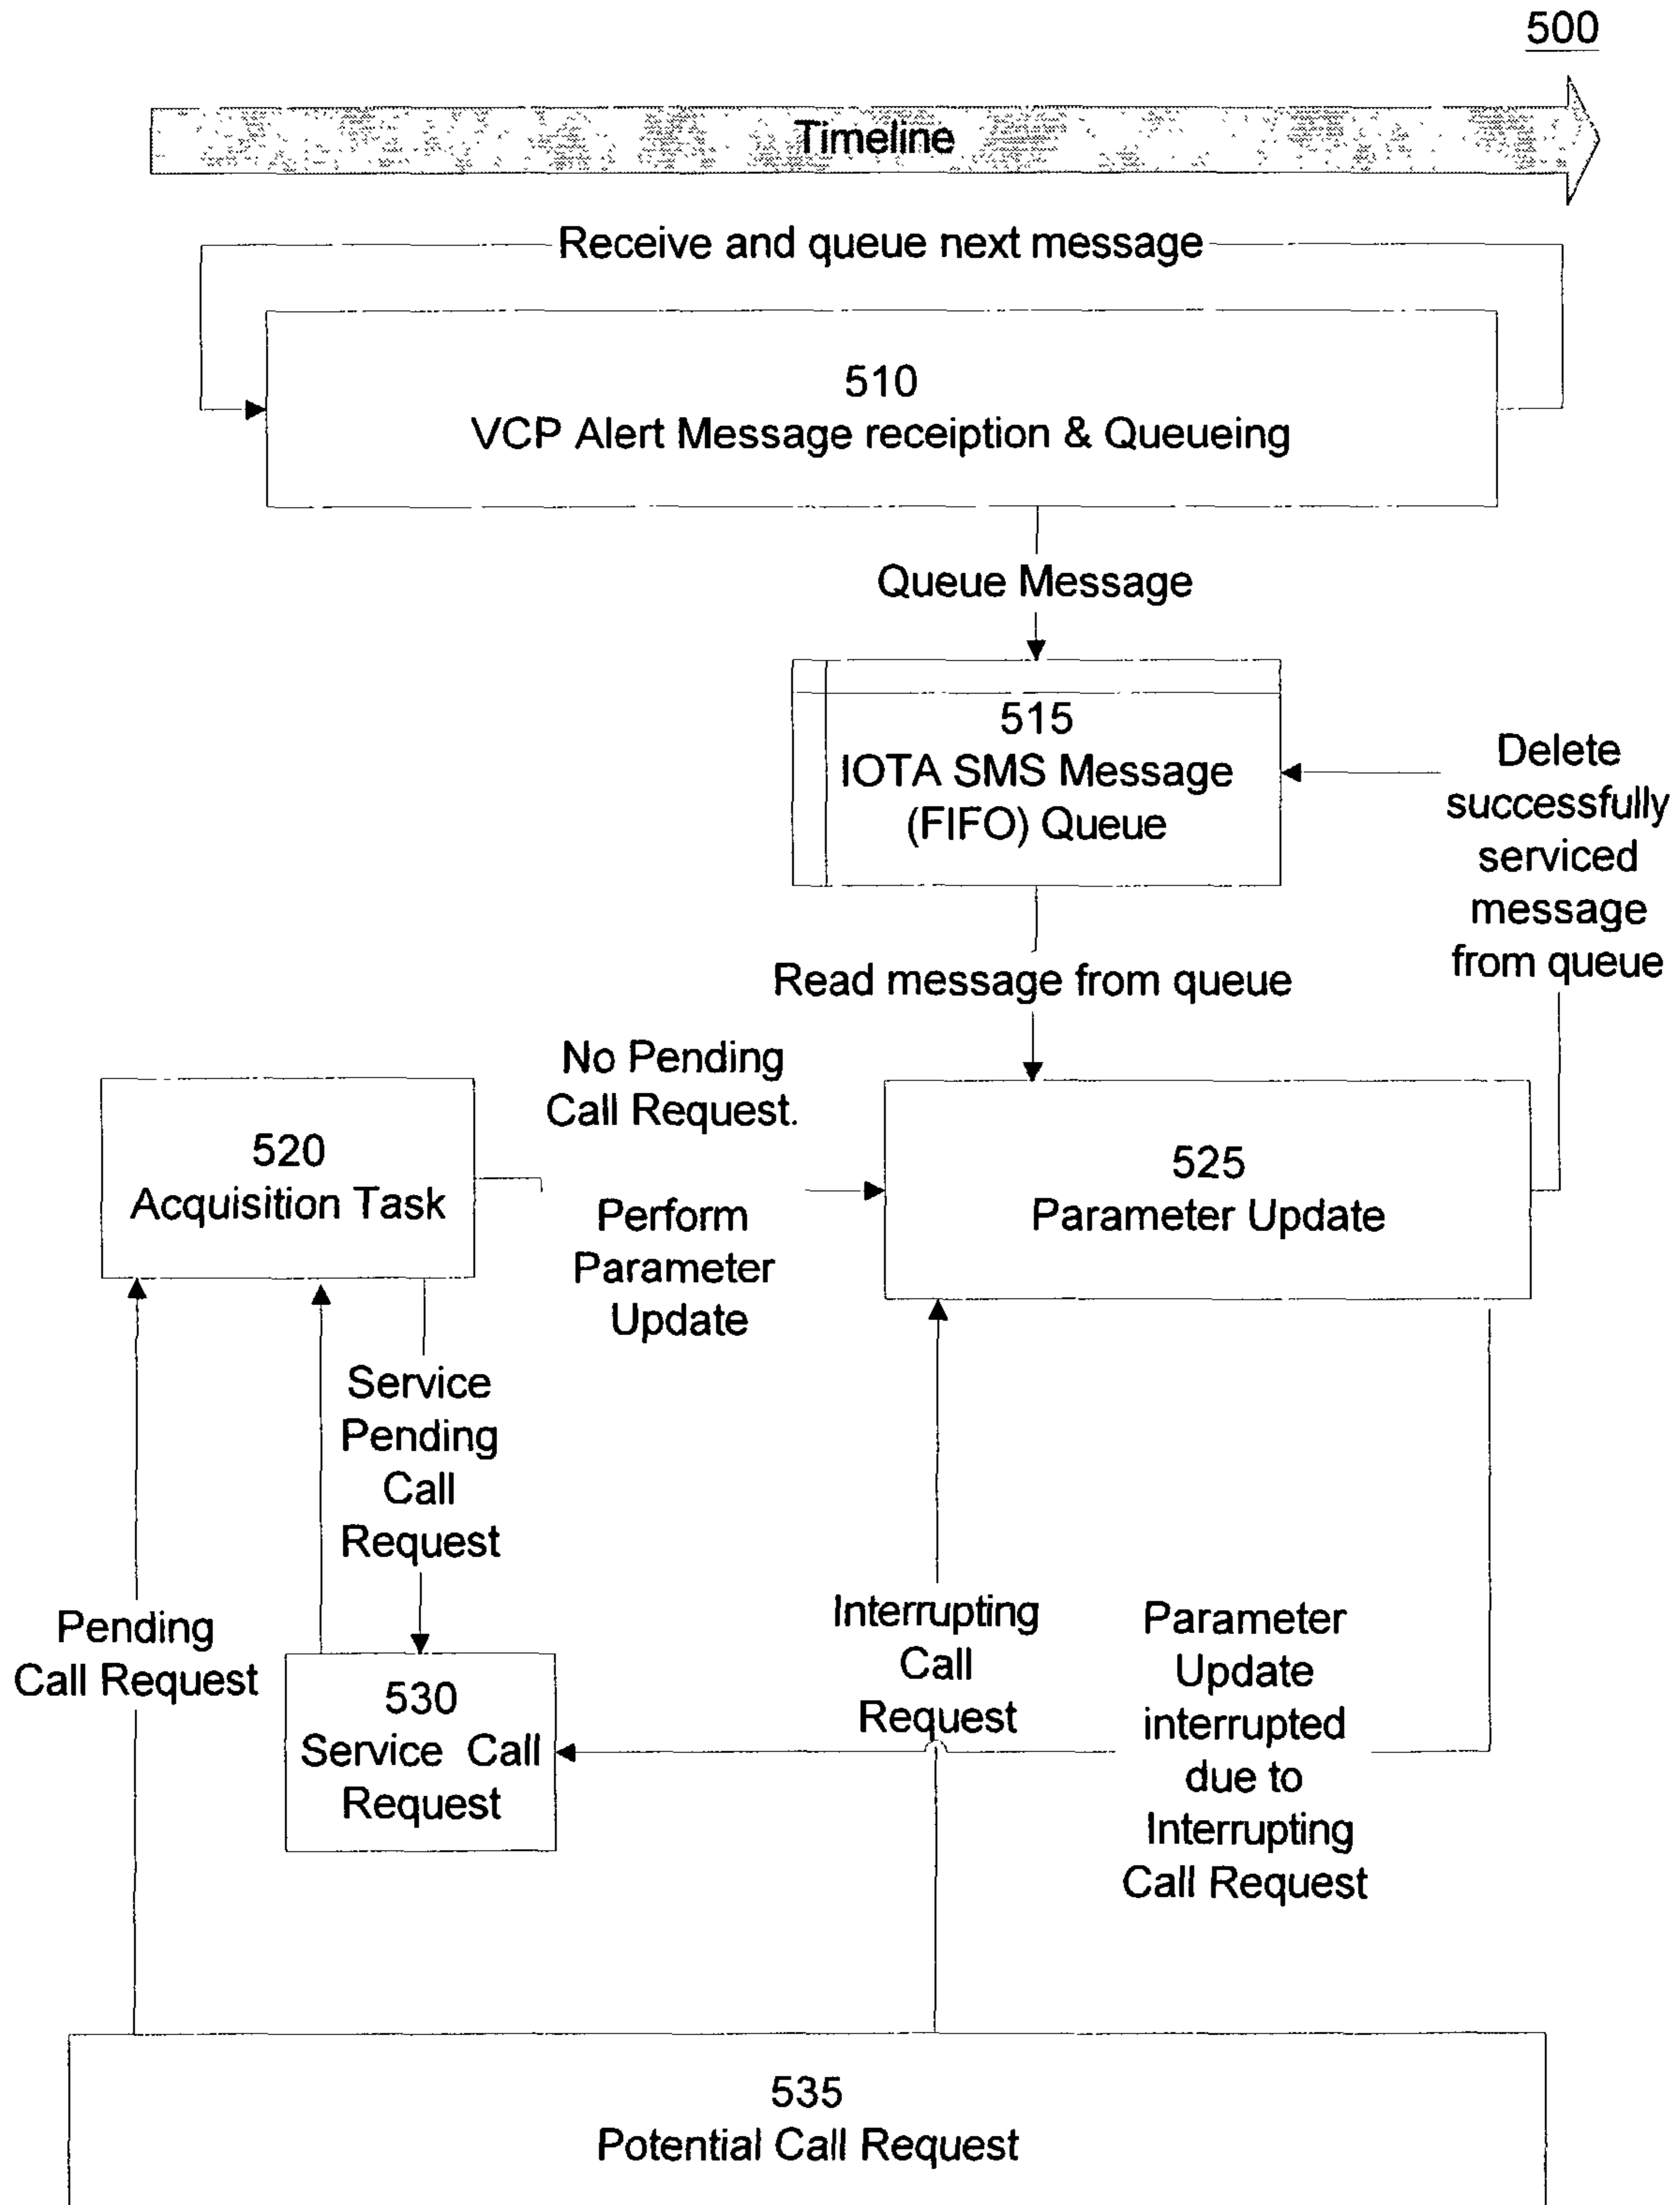 500
Timeline
Receive and queue next message
510
VCP Alert Message receiption & Queueing
Queue Message
515
IOTA SMS Message
(FIFO) Queue
Delete
successfully
serviced
message
from queue
Read message from queue
No Pending
Call Request.
520
Acquisition Task
Perform
Parameter
Update
525
Parameter Update
Service
Pending
Call
Request
Pending
Call Request
530
Service Call
Request
Interrupting
Call
Request
Parameter
Update
interrupted
due to
Interrupting
Call Request
535
Potential Call Request